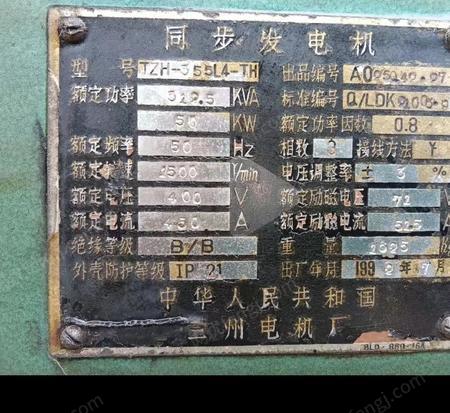 同步发电机
型号 TZH-355L4-TH 出品编号
额定功率 312.5 KVA 标准编号
KW 额定功率因数 0.8
额定频率 50 Hz 相数 3 接线方法 Y
额定转速 1500 r/min 电压调整率 ± 3 %
额定电压 400 V 额定励磁电压 V
额定电流 450 A 额定励磁电流 A
绝缘等级 B/B 重量
外壳防护等级 IP 21 出厂年月 199 年 月
中华人民共和国
兰州电机厂